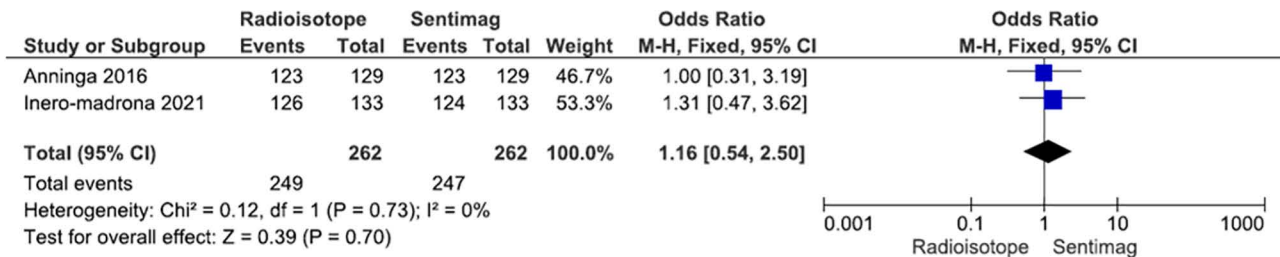 Radioisotope Sentimag Odds Ratio Odds Ratio
Study or Subgroup Events Total Events Total Weight M-H, Fixed, 95% CI M-H, Fixed, 95% CI
Anninga 2016 123 129 123 129 46.7% 1.00 [0.31, 3.19]
Inero-madrona 2021 126 133 124 133 53.3% 1.31 [0.47, 3.62]
Total (95% CI) 262 262 100.0% 1.16 [0.54, 2.50]
Total events 249 247
Heterogeneity: Chi² = 0.12, df = 1 (P = 0.73); I² = 0%
Test for overall effect: Z = 0.39 (P = 0.70)
0.001 0.1 1 10 1000
Radioisotope Sentimag